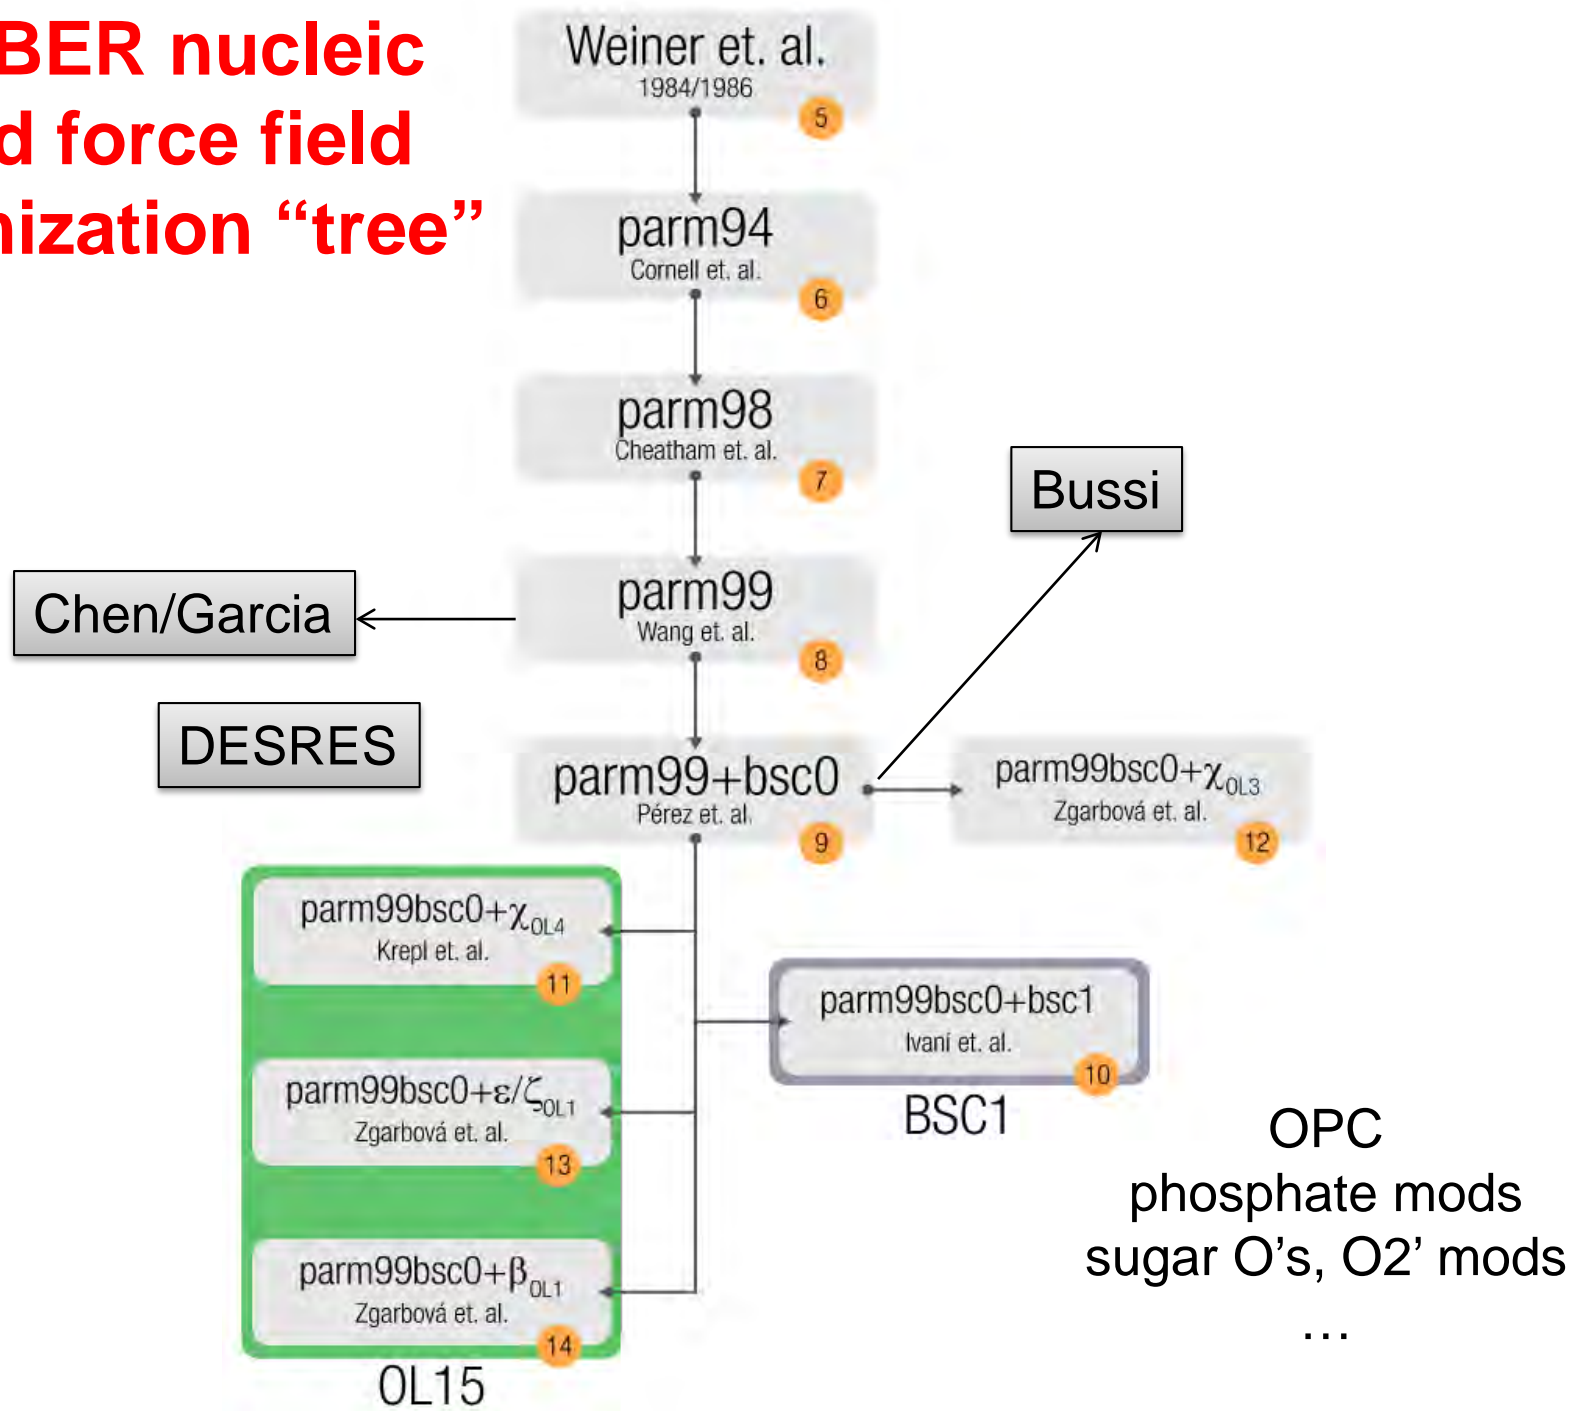 BER nucleic
d force field
nization “tree”
Weiner et. al.
1984/1986
5
parm94
Cornell et. al.
6
parm98
Cheatham et. al.
7
Bussi
parm99
Wang et. al.
8
Chen/Garcia
DESRES
parm99+bsc0
Pérez et. al.
9
parm99bsc0+χOL3
Zgarbová et. al.
12
parm99bsc0+χOL4
Krepl et. al.
11
parm99bsc0+bsc1
Ivani et. al.
10
BSC1
parm99bsc0+ε/ζOL1
Zgarbová et. al.
13
parm99bsc0+βOL1
Zgarbová et. al.
14
OL15
OPC
phosphate mods
sugar O’s, O2’ mods
…